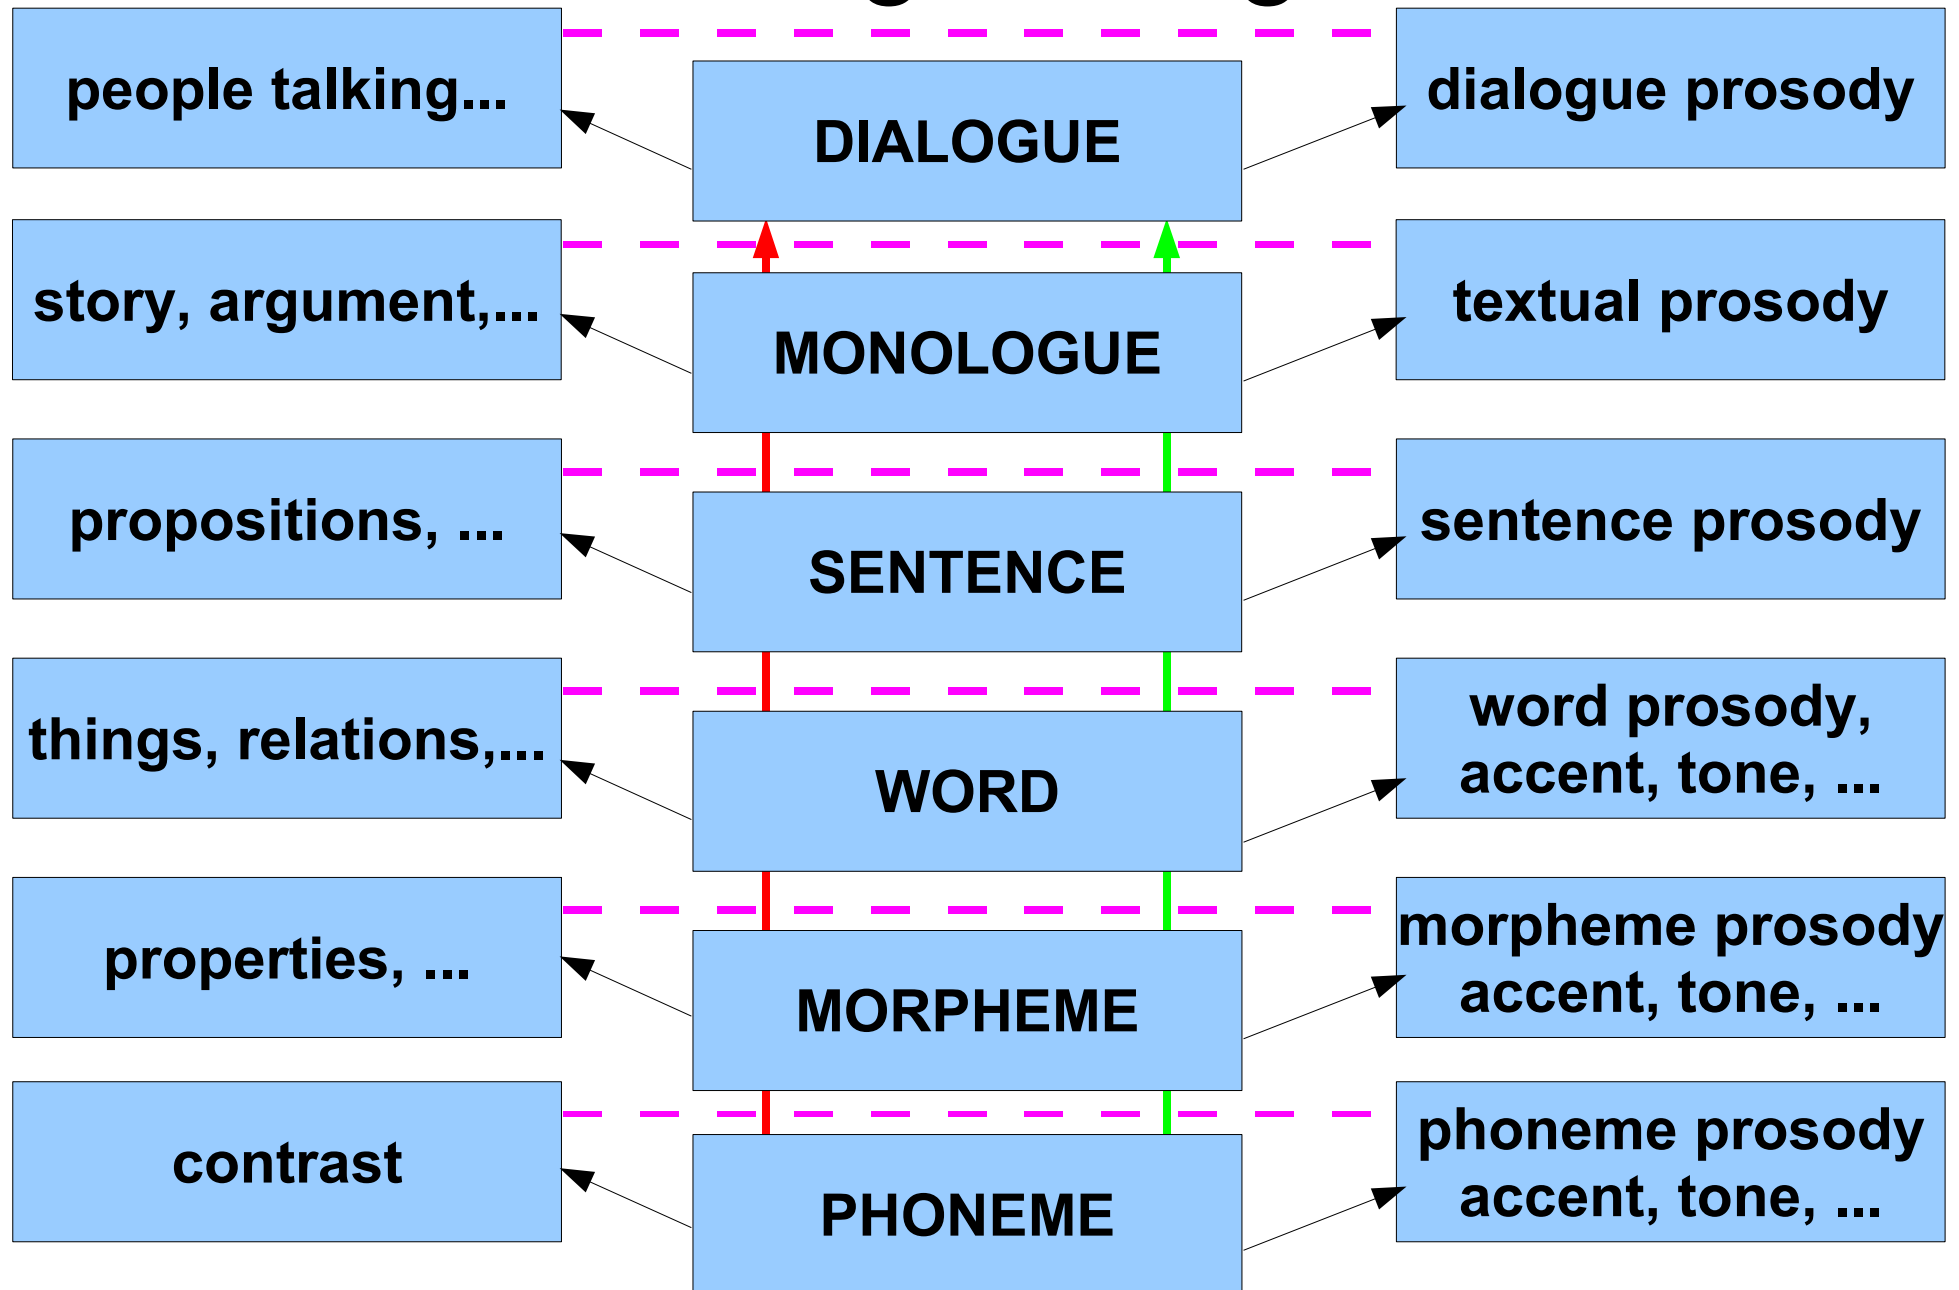 people talking...
DIALOGUE
dialogue prosody
story, argument,...
MONOLOGUE
textual prosody
propositions, ...
SENTENCE
sentence prosody
things, relations,...
WORD
word prosody,
accent, tone, ...
properties, ...
MORPHEME
morpheme prosody
accent, tone, ...
contrast
PHONEME
phoneme prosody
accent, tone, ...